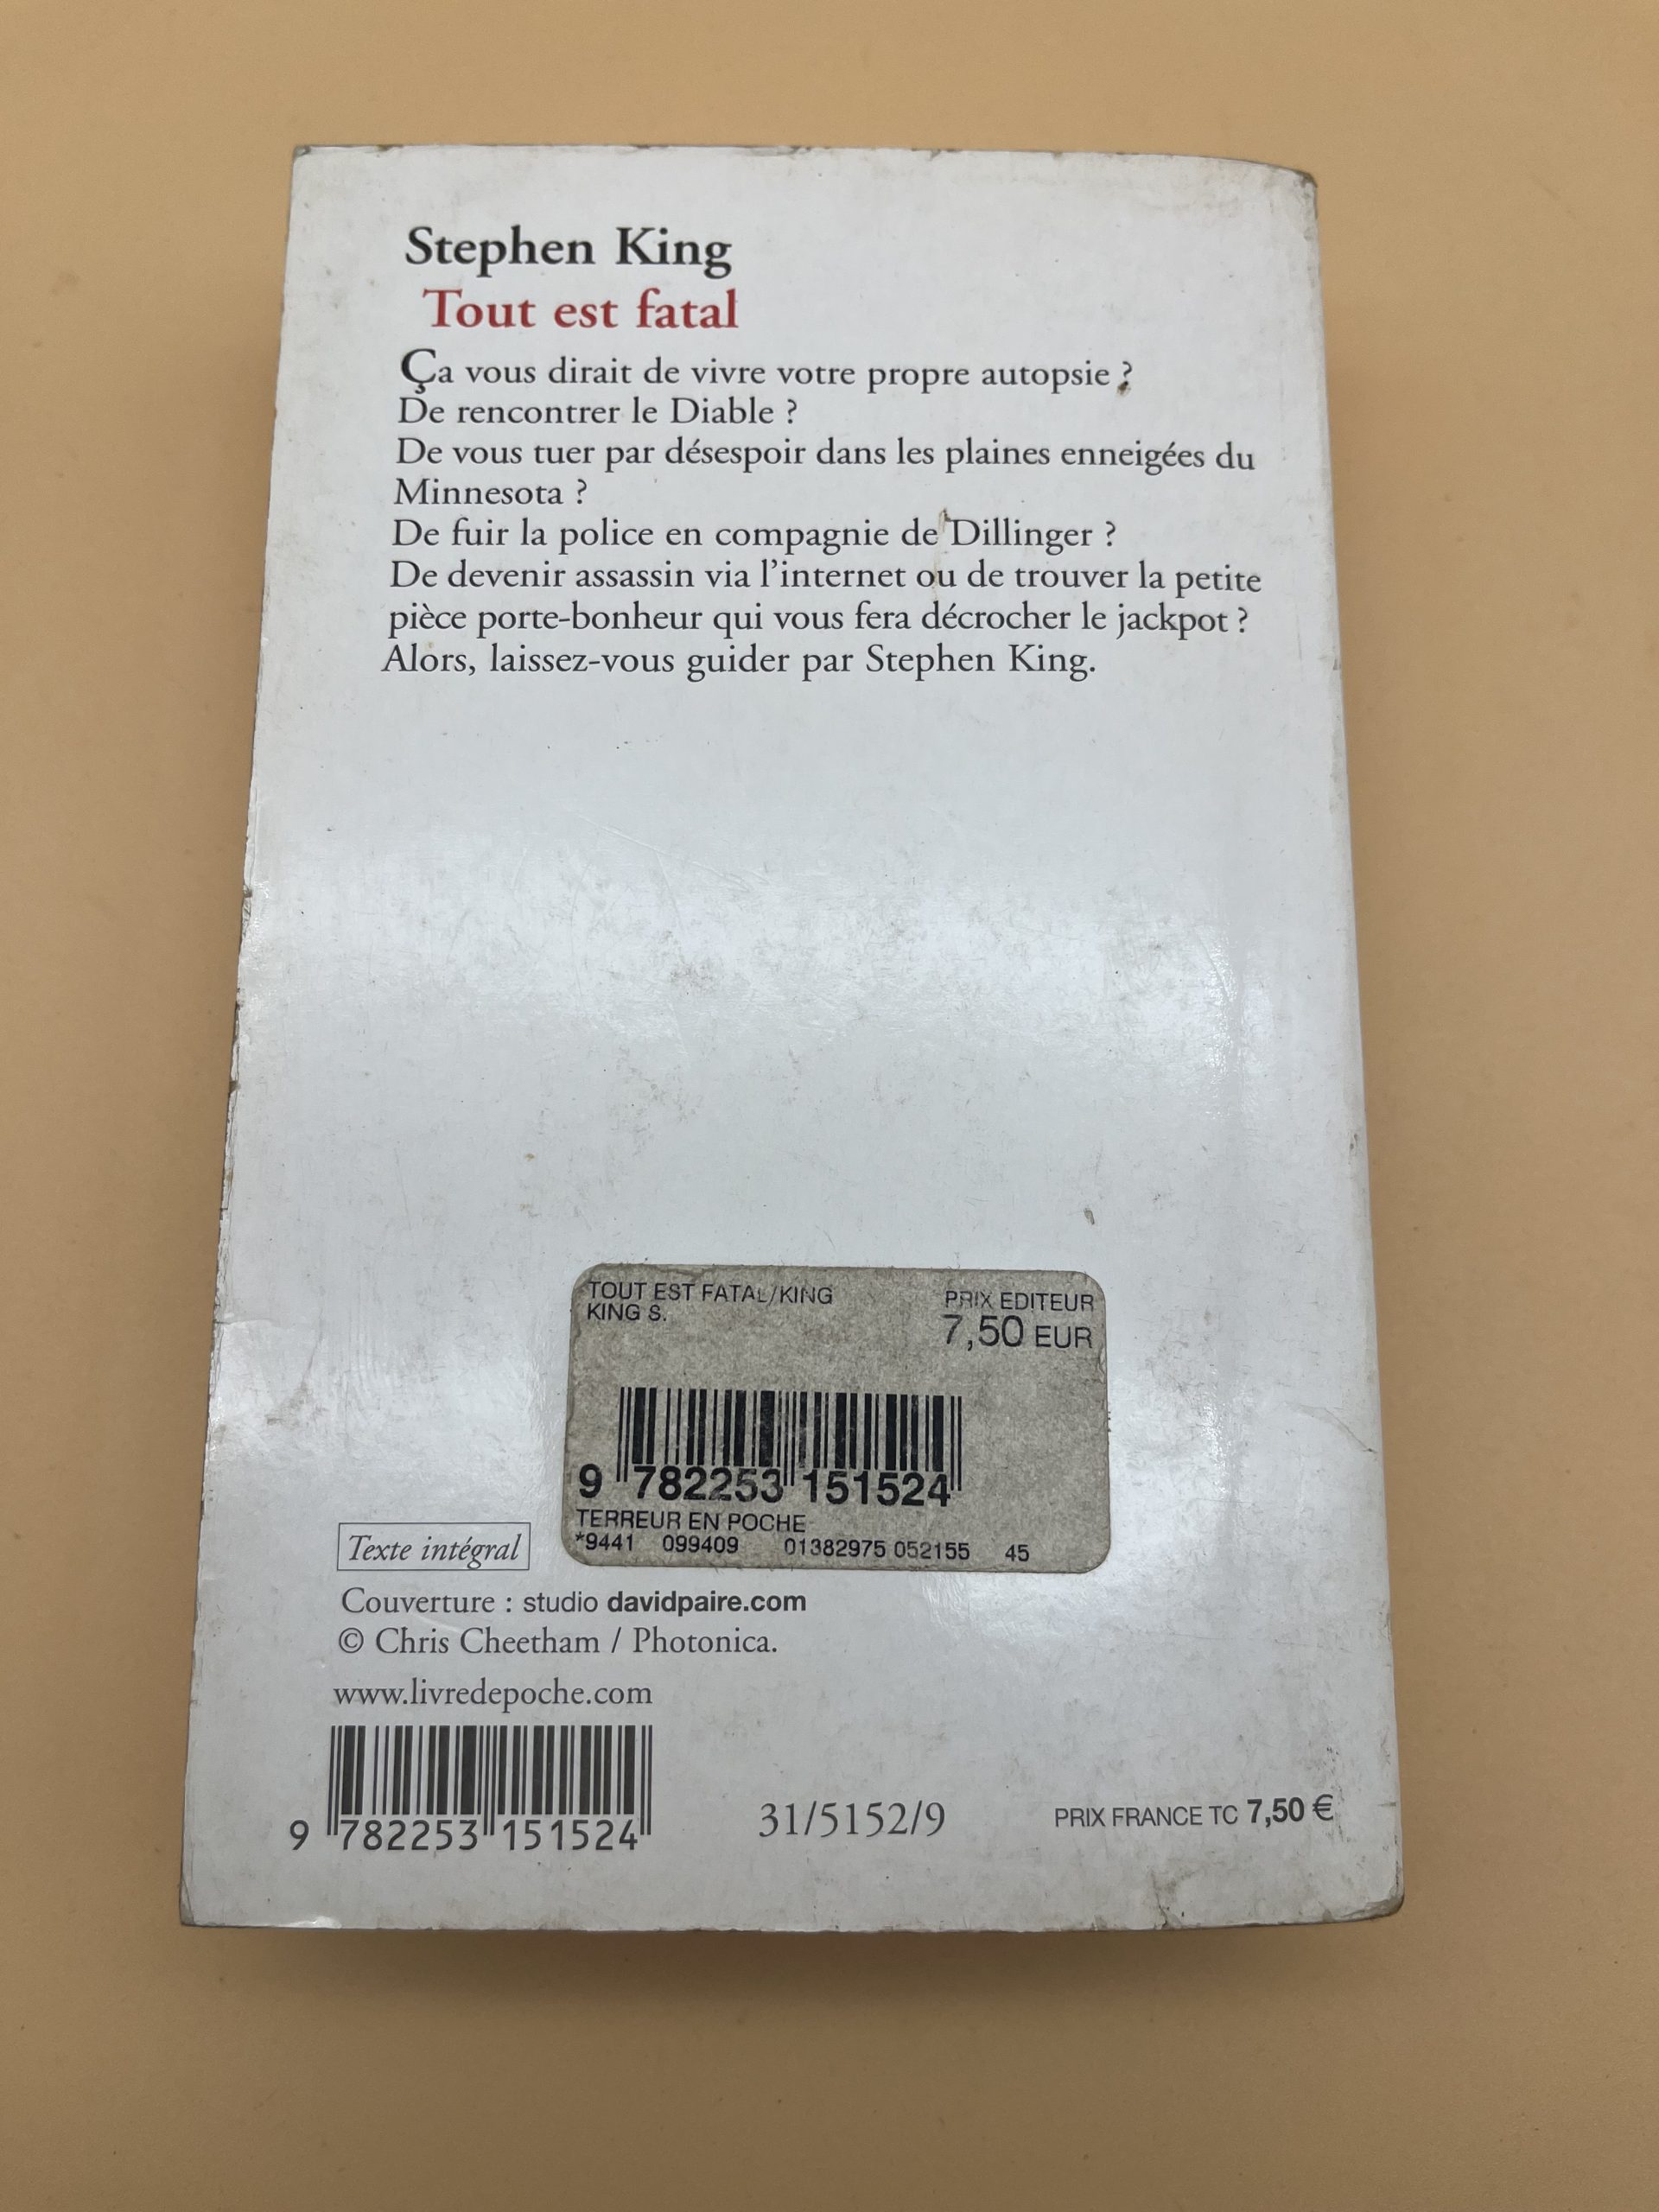 Stephen King
Tout est fatal
Ça vous dirait de vivre votre propre autopsie ?
De rencontrer le Diable ?
De vous tuer par désespoir dans les plaines enneigées du
Minnesota ?
De fuir la police en compagnie de Dillinger ?
De devenir assassin via l'internet ou de trouver la petite
pièce porte-bonheur qui vous fera décrocher le jackpot ?
Alors, laissez-vous guider par Stephen King.
TOUT EST FATAL/KING
KING S.
PRIX EDITEUR
7,50 EUR
9 782253 151524
TERREUR EN POCHE
*9441 099409 01382975 052155 45
Texte intégral
Couverture : studio davidpaire.com
© Chris Cheetham / Photonica.
www.livredepoche.com
9 782253 151524
31/5152/9
PRIX FRANCE TC 7,50 €